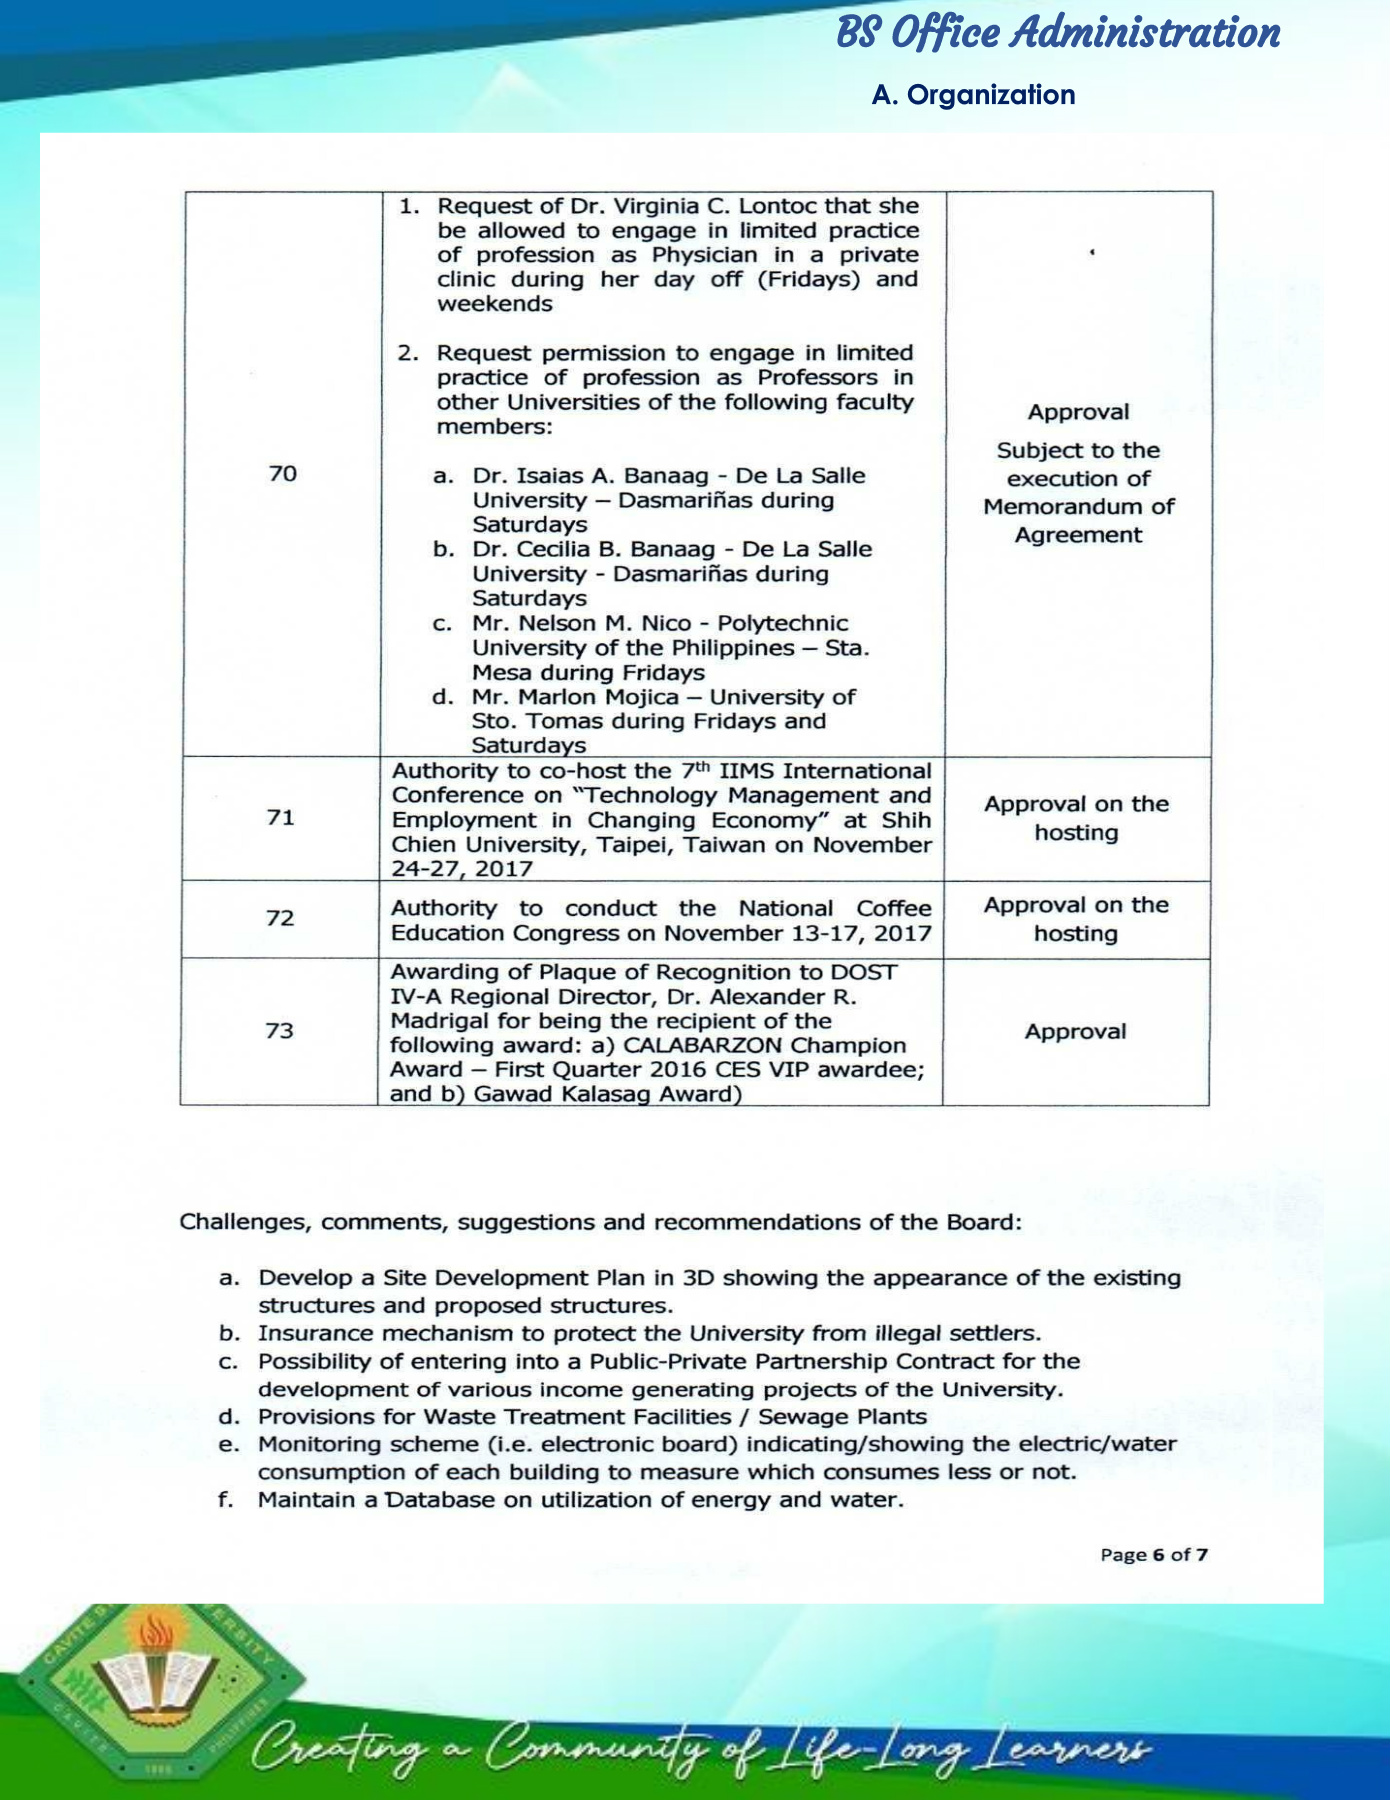 BS Office Administration
A. Organization
70
1. Request of Dr. Virginia C. Lontoc that she
be allowed to engage in limited practice
of profession as Physician in a private
clinic during her day off (Fridays) and
weekends
2. Request permission to engage in limited
practice of profession as Professors in
other Universities of the following faculty
members:
a. Dr. Isaias A. Banaag - De La Salle
University – Dasmariñas during
Saturdays
b. Dr. Cecilia B. Banaag - De La Salle
University - Dasmariñas during
Saturdays
c. Mr. Nelson M. Nico - Polytechnic
University of the Philippines – Sta.
Mesa during Fridays
d. Mr. Marlon Mojica – University of
Sto. Tomas during Fridays and
Saturdays
Approval
Subject to the
execution of
Memorandum of
Agreement
71
Authority to co-host the 7th IIMS International
Conference on “Technology Management and
Employment in Changing Economy” at Shih
Chien University, Taipei, Taiwan on November
24-27, 2017
Approval on the
hosting
72
Authority to conduct the National Coffee
Education Congress on November 13-17, 2017
Approval on the
hosting
73
Awarding of Plaque of Recognition to DOST
IV-A Regional Director, Dr. Alexander R.
Madrigal for being the recipient of the
following award: a) CALABARZON Champion
Award – First Quarter 2016 CES VIP awardee;
and b) Gawad Kalasag Award)
Approval
Challenges, comments, suggestions and recommendations of the Board:
a. Develop a Site Development Plan in 3D showing the appearance of the existing
structures and proposed structures.
b. Insurance mechanism to protect the University from illegal settlers.
c. Possibility of entering into a Public-Private Partnership Contract for the
development of various income generating projects of the University.
d. Provisions for Waste Treatment Facilities / Sewage Plants
e. Monitoring scheme (i.e. electronic board) indicating/showing the electric/water
consumption of each building to measure which consumes less or not.
f. Maintain a Database on utilization of energy and water.
Page 6 of 7
CAVITE
CAVITE
PHILIPPINES
Creating a Community of Life-Long Learners